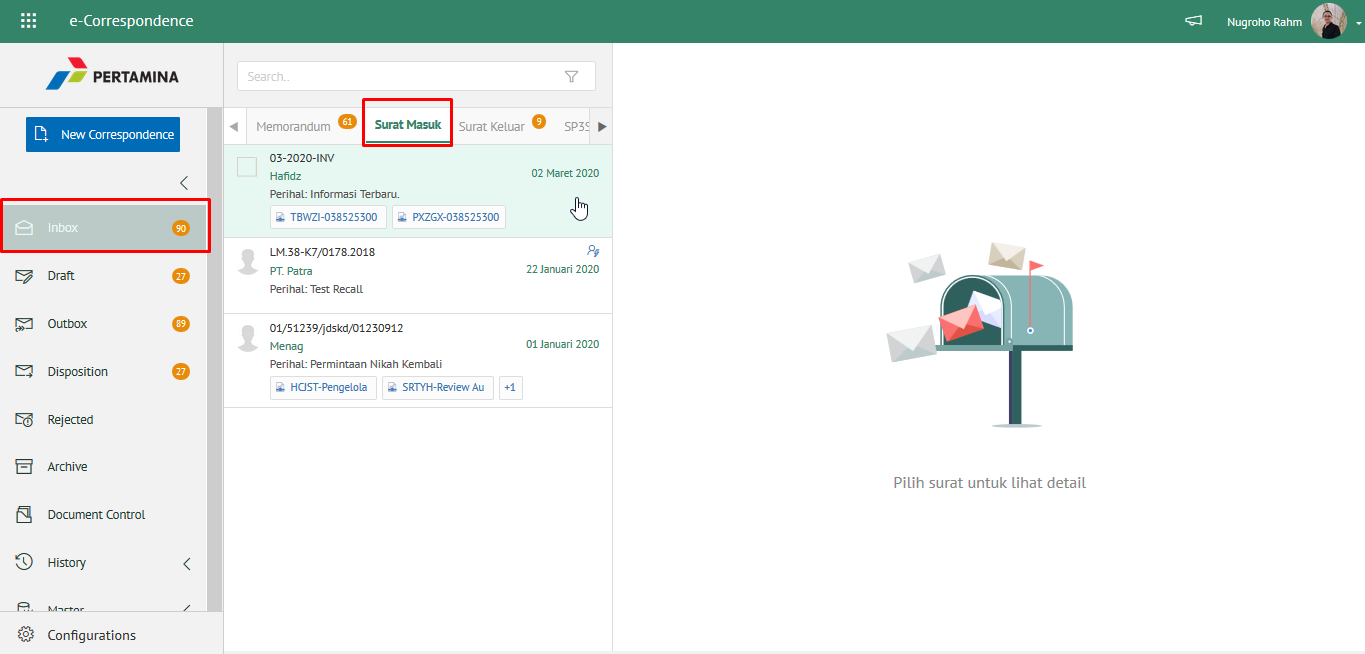 e-Correspondence
Nugroho Rahm
PERTAMINA
New Correspondence
Inbox 90
Draft 27
Outbox 89
Disposition 27
Rejected
Archive
Document Control
History
Master
Configurations
Search..
Memorandum 61 Surat Masuk Surat Keluar 9 SP3S
03-2020-INV
Hafidz 02 Maret 2020
Perihal: Informasi Terbaru.
TBWZI-038525300 PXZGX-038525300
LM.38-K7/0178.2018
PT. Patra 22 Januari 2020
Perihal: Test Recall
01/51239/jdskd/01230912
Menag 01 Januari 2020
Perihal: Permintaan Nikah Kembali
HCJST-Pengelola SRTYH-Review Au +1
Pilih surat untuk lihat detail